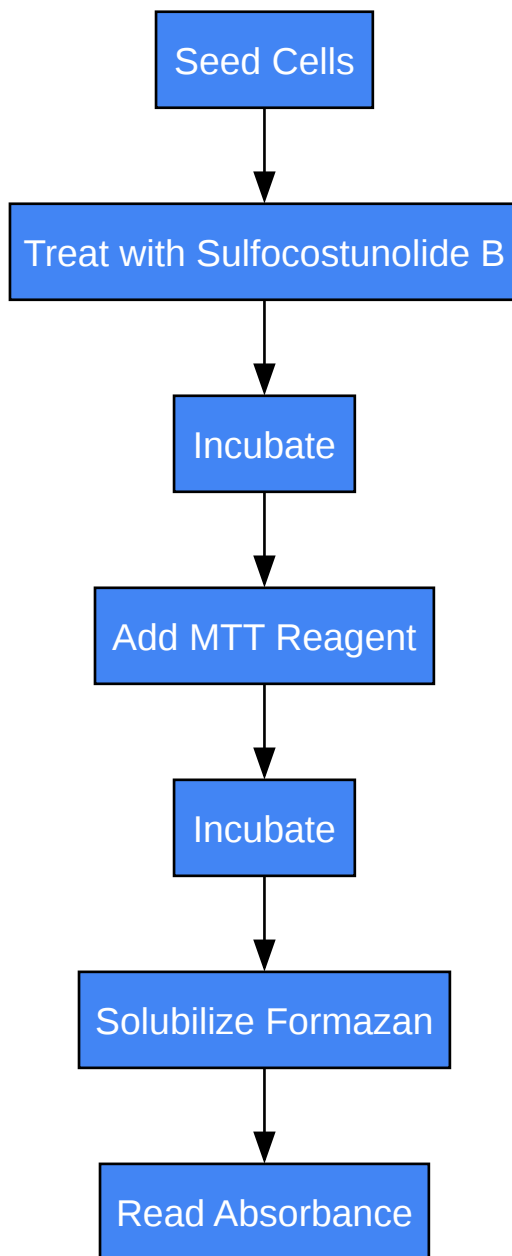 Seed Cells
Treat with Sulfocostunolide B
Incubate
Add MTT Reagent
Incubate
Solubilize Formazan
Read Absorbance